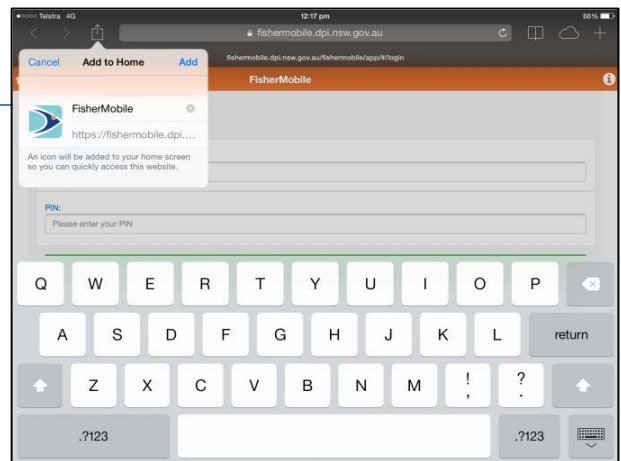 Telstra 4G 12:17 pm 66%
fishermobile.dpi.nsw.gov.au
fishermobile.dpi.nsw.gov.au/fishermobile/app/#/login
Cancel Add to Home Add
FisherMobile
FisherMobile
https://fishermobile.dpi....
An icon will be added to your home screen
so you can quickly access this website.
PIN:
Please enter your PIN
Q W E R T Y U I O P
A S D F G H J K L return
Z X C V B N M ! , ? .
.?123 .?123